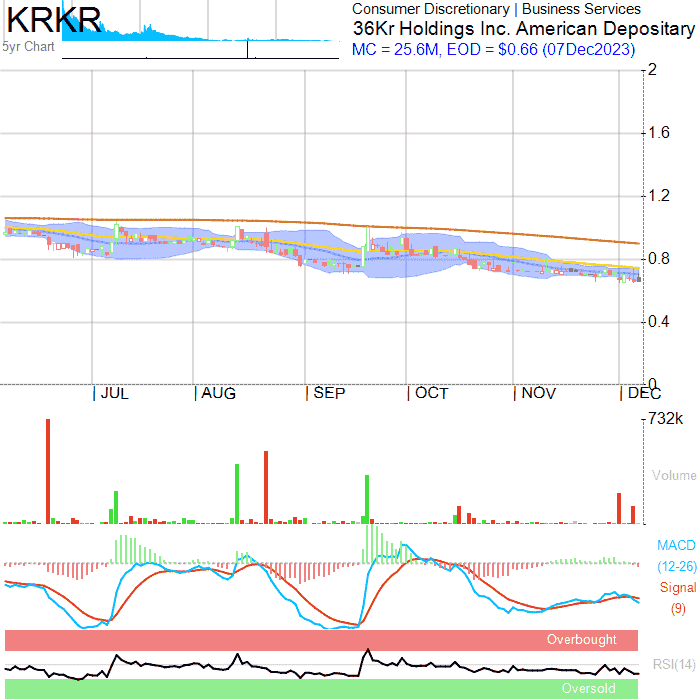 KRKR
5yr Chart
Consumer Discretionary | Business Services
36Kr Holdings Inc. American Depositary
MC = 25.6M, EOD = $0.66 (07Dec2023)
2
1.6
1.2
0.8
0.4
0
| JUL | AUG | SEP | OCT | NOV | DEC
732k
Volume
MACD
(12-26)
Signal
(9)
Overbought
RSI(14)
Oversold